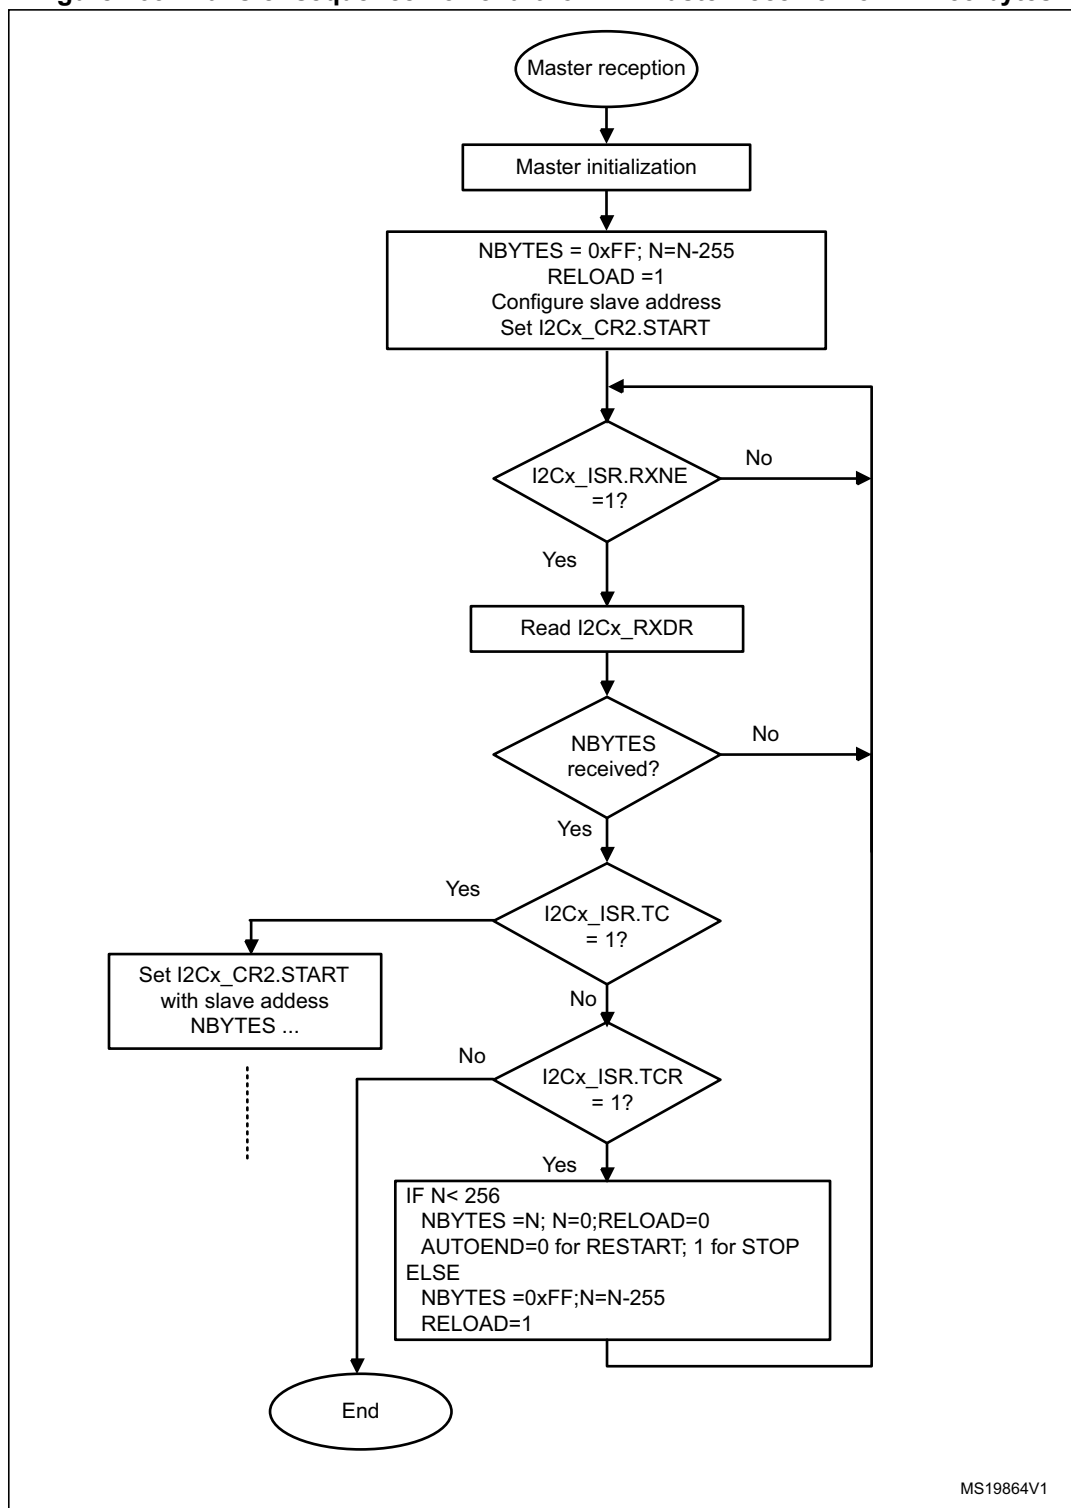 Master reception
Master initialization
NBYTES = 0xFF; N=N-255
RELOAD =1
Configure slave address
Set I2Cx_CR2.START
I2Cx_ISR.RXNE
=1?
No
Yes
Read I2Cx_RXDR
NBYTES
received?
No
Yes
I2Cx_ISR.TC
= 1?
Yes
Set I2Cx_CR2.START
with slave addess
NBYTES ...
No
I2Cx_ISR.TCR
= 1?
No
Yes
IF N< 256
NBYTES =N; N=0;RELOAD=0
AUTOEND=0 for RESTART; 1 for STOP
ELSE
NBYTES =0xFF;N=N-255
RELOAD=1
End
MS19864V1